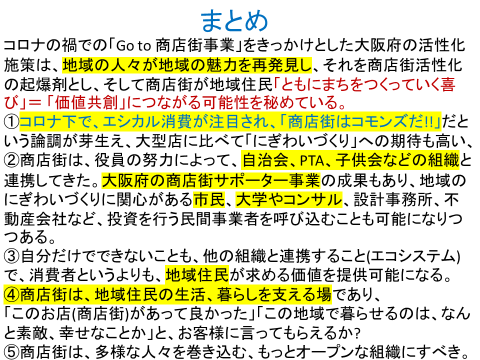 まとめ
コロナの禍での「Go to 商店街事業」をきっかけとした大阪府の活性化
施策は、地域の人々が地域の魅力を再発見し、それを商店街活性化
の起爆剤とし、そして商店街が地域住民「ともにまちをつくっていく喜
び」＝「価値共創」につながる可能性を秘めている。
①コロナ下で、エシカル消費が注目され、「商店街はコモンズだ!!」だと
いう論調が芽生え、大型店に比べて「にぎわいづくり」への期待も高い、
②商店街は、役員の努力によって、自治会、PTA、子供会などの組織と
連携してきた。大阪府の商店街サポーター事業の成果もあり、地域の
にぎわいづくりに関心がある市民、大学やコンサル、設計事務所、不
動産会社など、投資を行う民間事業者を呼び込むことも可能になりつ
つある。
③自分だけでできないことも、他の組織と連携すること(エコシステム)
で、消費者というよりも、地域住民が求める価値を提供可能になる。
④商店街は、地域住民の生活、暮らしを支える場であり、
「このお店(商店街)があって良かった」「この地域で暮らせるのは、なん
と素敵、幸せなことか」と、お客様に言ってもらえるか?
⑤商店街は、多様な人々を巻き込む、もっとオープンな組織にすべき。